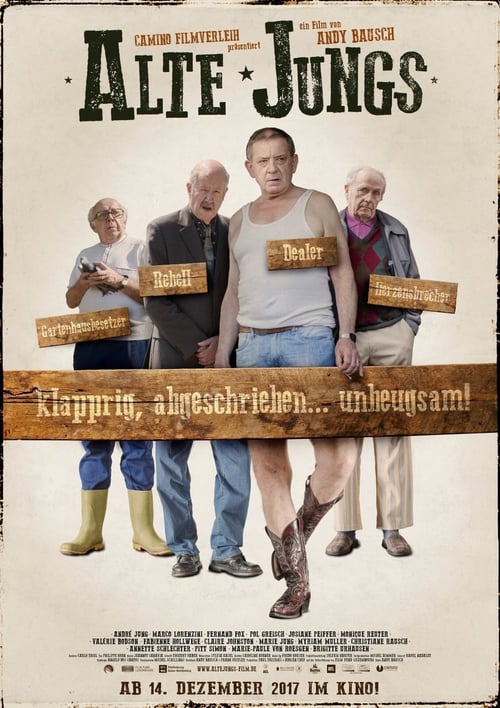 CAMINO FILMVERLEIH
präsentiert
ein Film von
ANDY BAUSCH
ALTE JUNGS
Gartenhausbesetzer
Rebell
Dealer
Herzensbrecher
klapprig, abgeschrieben... unbeugsam!
ANDRÉ JUNG · MARCO LORENZINI · FERNAND FOX · POL GREISCH · JOSIANE PEIFFER · MONIQUE REUTER
VALÉRIE BODSON · FABIENNE HOLLWEGE · CLAIRE JOHNSTON · MARIE JUNG · MYRIAM MULLER · CHRISTIANE RAUSCH
ANNETTE SCHLECHTER · PITT SIMON · MARIE-PAULE VON ROESGEN · BRIGITTE URHAUSEN
WWW.ALTEJUNGS-FILM.DE
AB 14. DEZEMBER 2017 IM KINO!